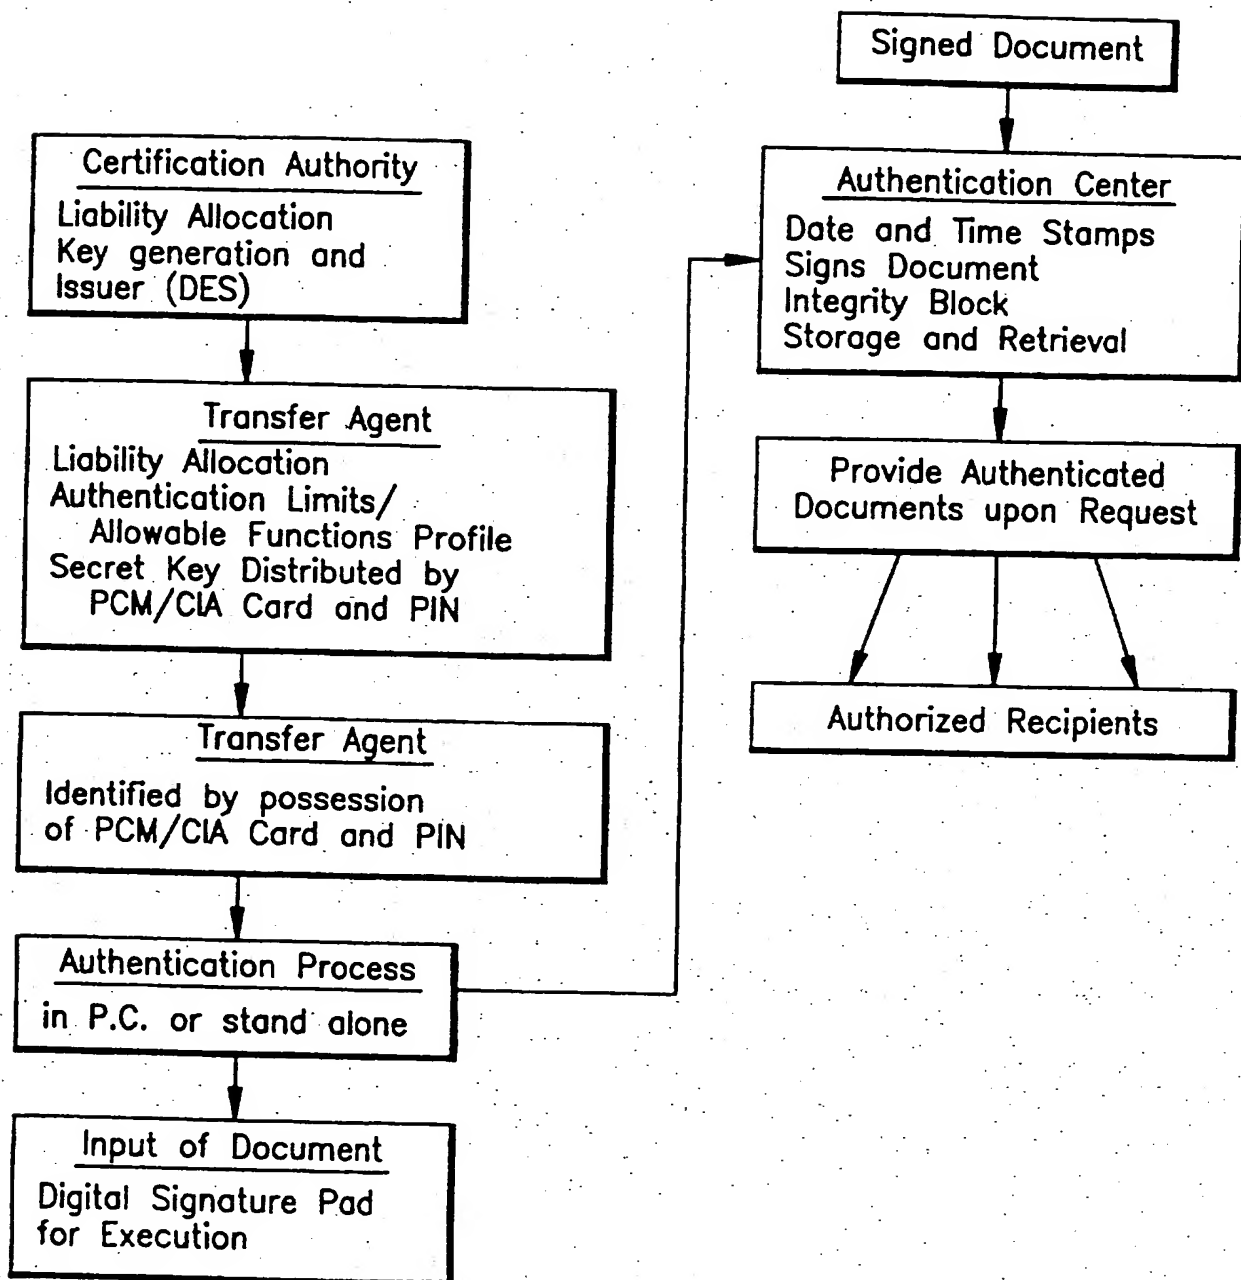 Certification Authority
Liability Allocation
Key generation and
Issuer (DES)
Transfer Agent
Liability Allocation
Authentication Limits/
Allowable Functions Profile
Secret Key Distributed by
PCM/CIA Card and PIN
Transfer Agent
Identified by possession
of PCM/CIA Card and PIN
Authentication Process
in P.C. or stand alone
Input of Document
Digital Signature Pad
for Execution
Signed Document
Authentication Center
Date and Time Stamps
Signs Document
Integrity Block
Storage and Retrieval
Provide Authenticated
Documents upon Request
Authorized Recipients